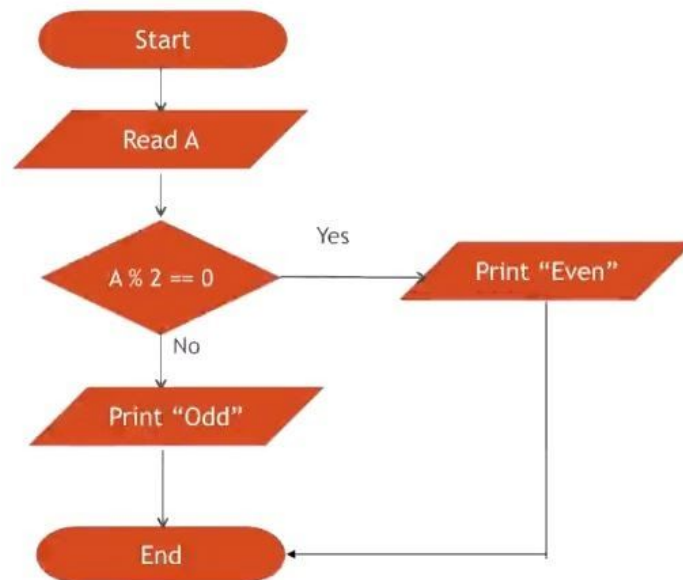 Start
Read A
A % 2 == 0
Yes
Print “Even”
No
Print “Odd”
End